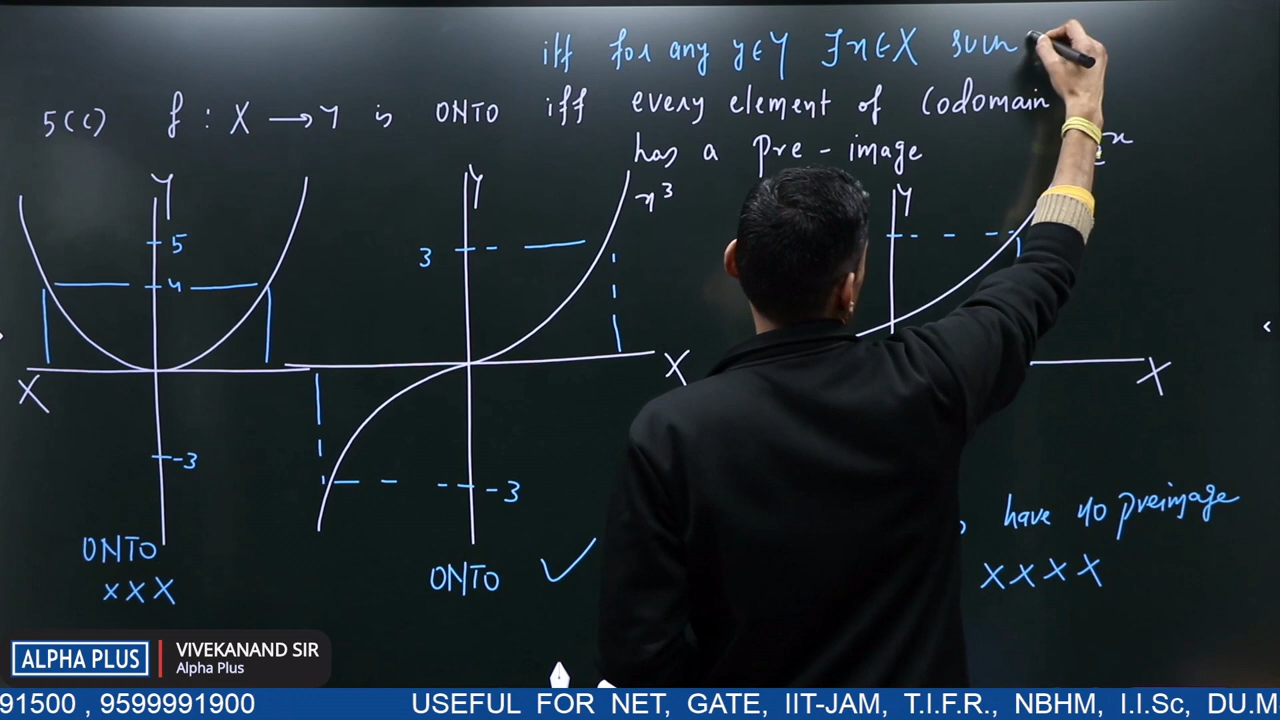 iff for any y ∈ Y ∃ x ∈ X such
5(c) f : X → Y is ONTO iff every element of Codomain
has a pre-image
Y
5
4
-3
X
ONTO
×××
Y
x³
3
-3
X
ONTO ✓
Y
X
have no preimage
××××
ALPHA PLUS
VIVEKANAND SIR
Alpha Plus
91500 , 9599991900 USEFUL FOR NET, GATE, IIT-JAM, T.I.F.R., NBHM, I.I.Sc, DU.M